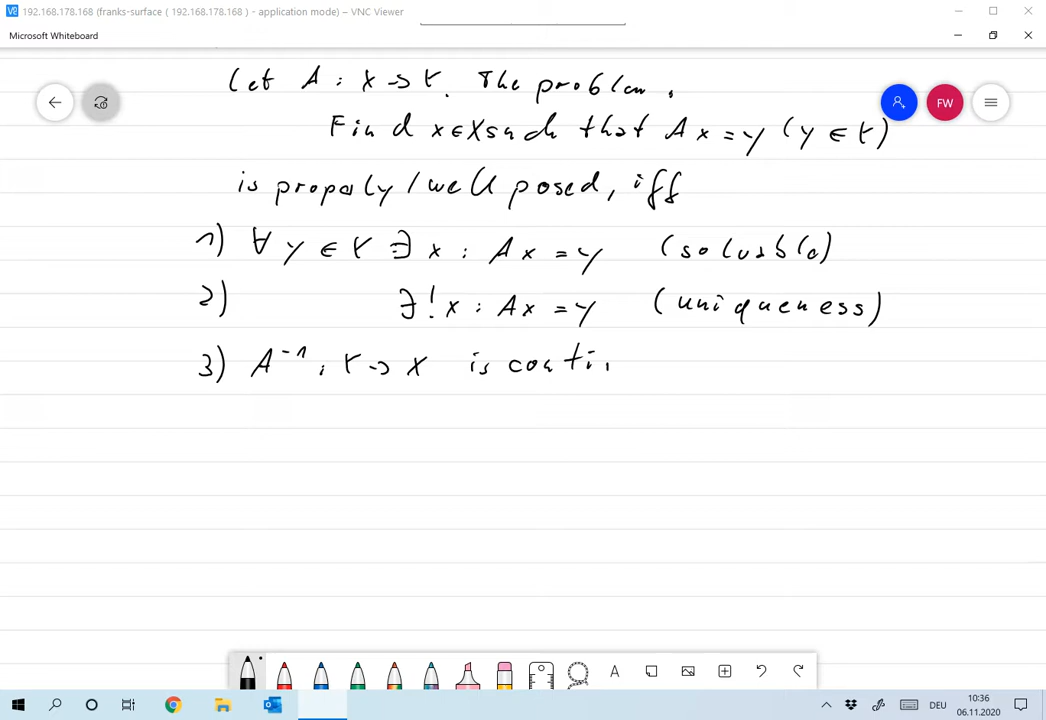 192.168.178.168 (franks-surface ( 192.168.178.168 ) - application mode) – VNC Viewer
Microsoft Whiteboard
Let A : X → Y. The problem:
Find x ∈ X such that Ax = y (y ∈ Y)
FW
is properly / well posed, iff
1) ∀ y ∈ Y ∃ x : Ax = y (solvable)
2) ∃! x : Ax = y (uniqueness)
3) A⁻¹ : Y → X is conti
A
DEU
10:36
06.11.2020